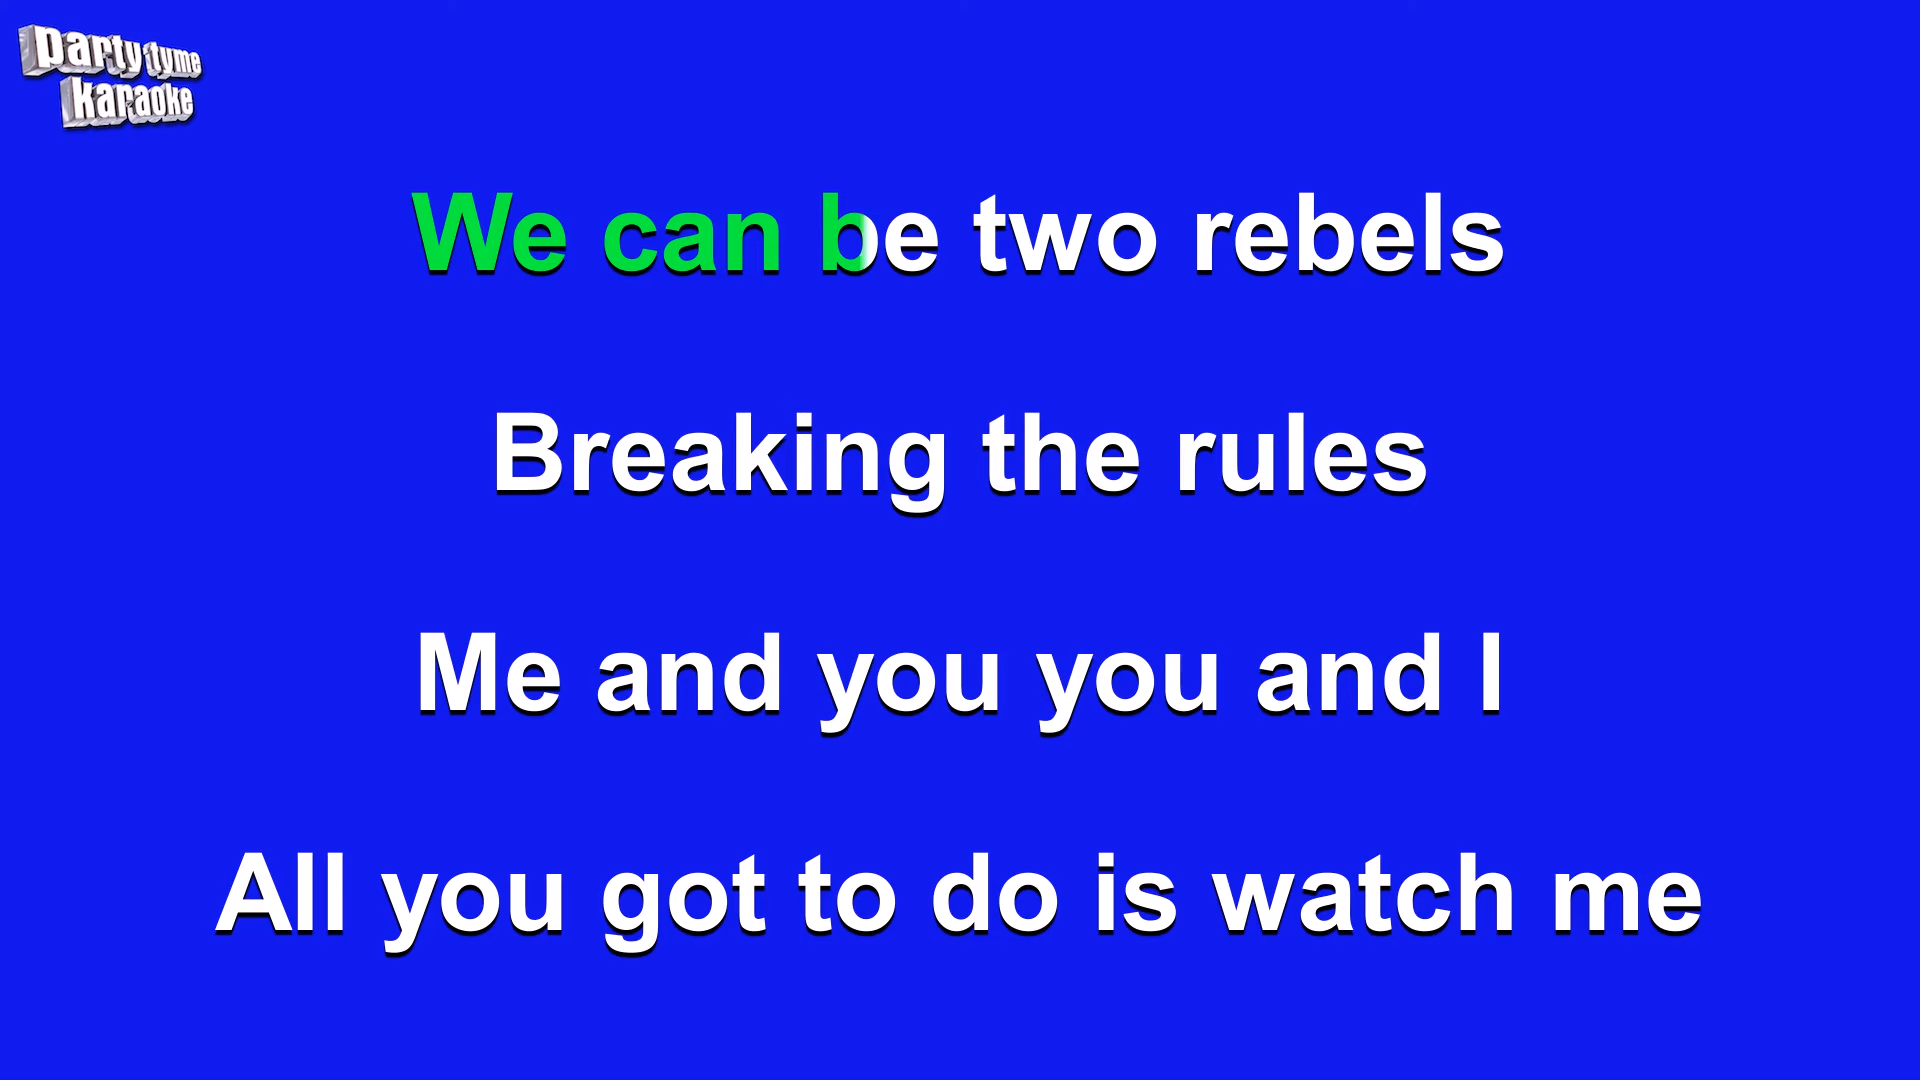 party tyme
karaoke
We can be two rebels
Breaking the rules
Me and you you and I
All you got to do is watch me